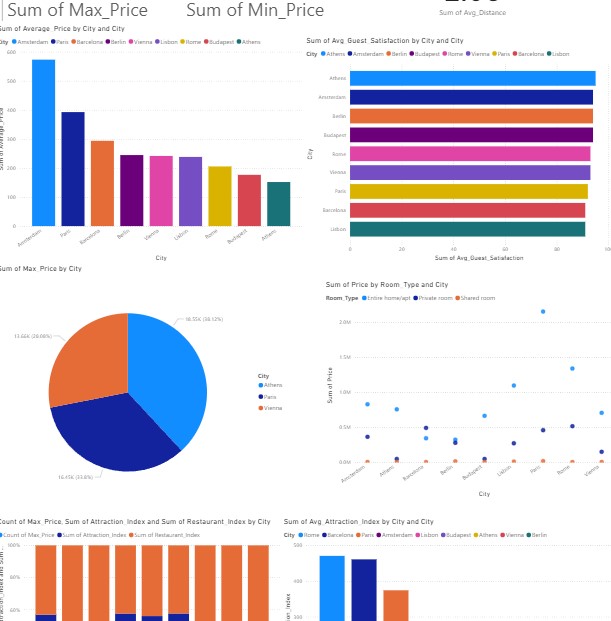 Sum of Max_Price
Sum of Min_Price
Sum of Avg_Distance
Sum of Average_Price by City and City
City Amsterdam Paris Barcelona Berlin Vienna Lisbon Rome Budapest Athens
Sum of Average_Price
600
500
400
300
200
100
0
Amsterdam
Paris
Barcelona
Berlin
Vienna
Lisbon
Rome
Budapest
Athens
City
Sum of Avg_Guest_Satisfaction by City and City
City Athens Amsterdam Berlin Budapest Rome Vienna Paris Barcelona Lisbon
City
Athens
Amsterdam
Berlin
Budapest
Rome
Vienna
Paris
Barcelona
Lisbon
0 20 40 60 80 100
Sum of Avg_Guest_Satisfaction
Sum of Max_Price by City
18.55K (38.12%)
13.66K (28.08%)
16.45K (33.8%)
City
Athens
Paris
Vienna
Sum of Price by Room_Type and City
Room_Type Entire home/apt Private room Shared room
Sum of Price
2.0M
1.5M
1.0M
0.5M
0.0M
Amsterdam
Athens
Barcelona
Berlin
Budapest
Lisbon
Paris
Rome
Vienna
City
Count of Max_Price, Sum of Attraction_Index and Sum of Restaurant_Index by City
Count of Max_Price Sum of Attraction_Index Sum of Restaurant_Index
100%
80%
60%
Sum of Avg_Attraction_Index by City and City
City Rome Barcelona Paris Amsterdam Lisbon Budapest Athens Vienna Berlin
500
400
300